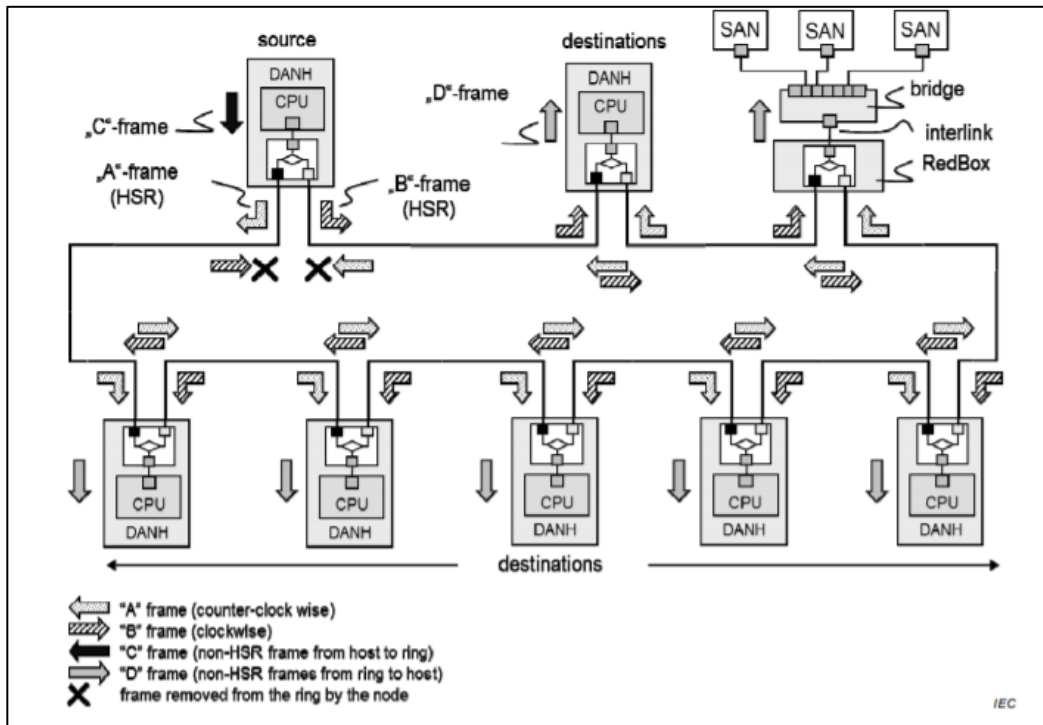 source
destinations
SAN
SAN
SAN
DANH
CPU
DANH
CPU
bridge
interlink
RedBox
„C“-frame
„D“-frame
„A“-frame
(HSR)
„B“-frame
(HSR)
CPU
DANH
CPU
DANH
CPU
DANH
CPU
DANH
CPU
DANH
destinations
"A" frame (counter-clock wise)
"B" frame (clockwise)
"C" frame (non-HSR frame from host to ring)
"D" frame (non-HSR frames from ring to host)
frame removed from the ring by the node
IEC